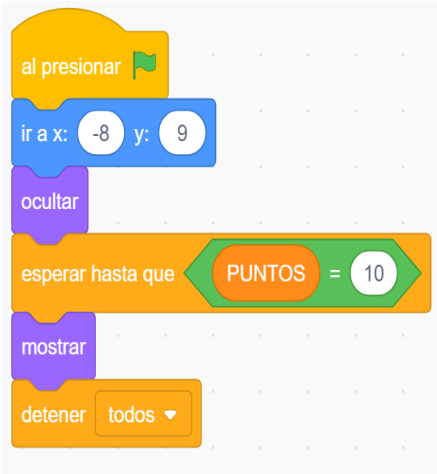 al presionar
ir a x: -8 y: 9
ocultar
esperar hasta que PUNTOS = 10
mostrar
detener todos